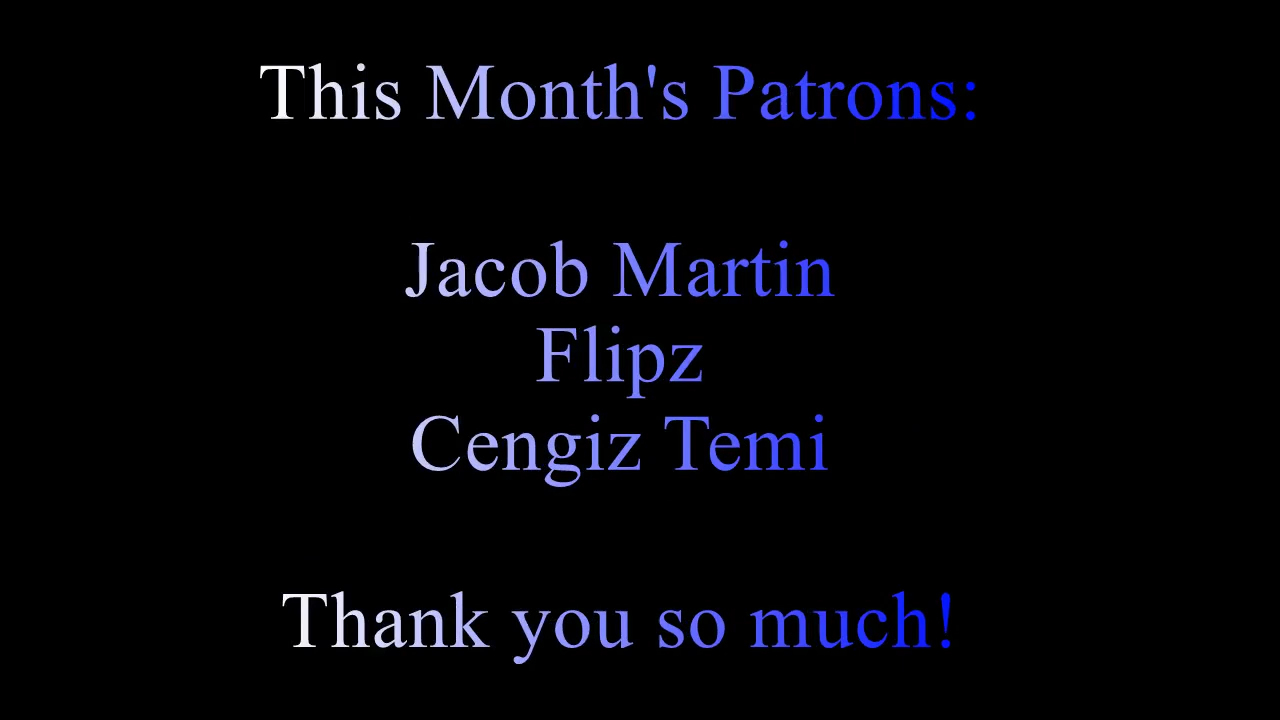 This Month's Patrons:
Jacob Martin
Flipz
Cengiz Temi
Thank you so much!